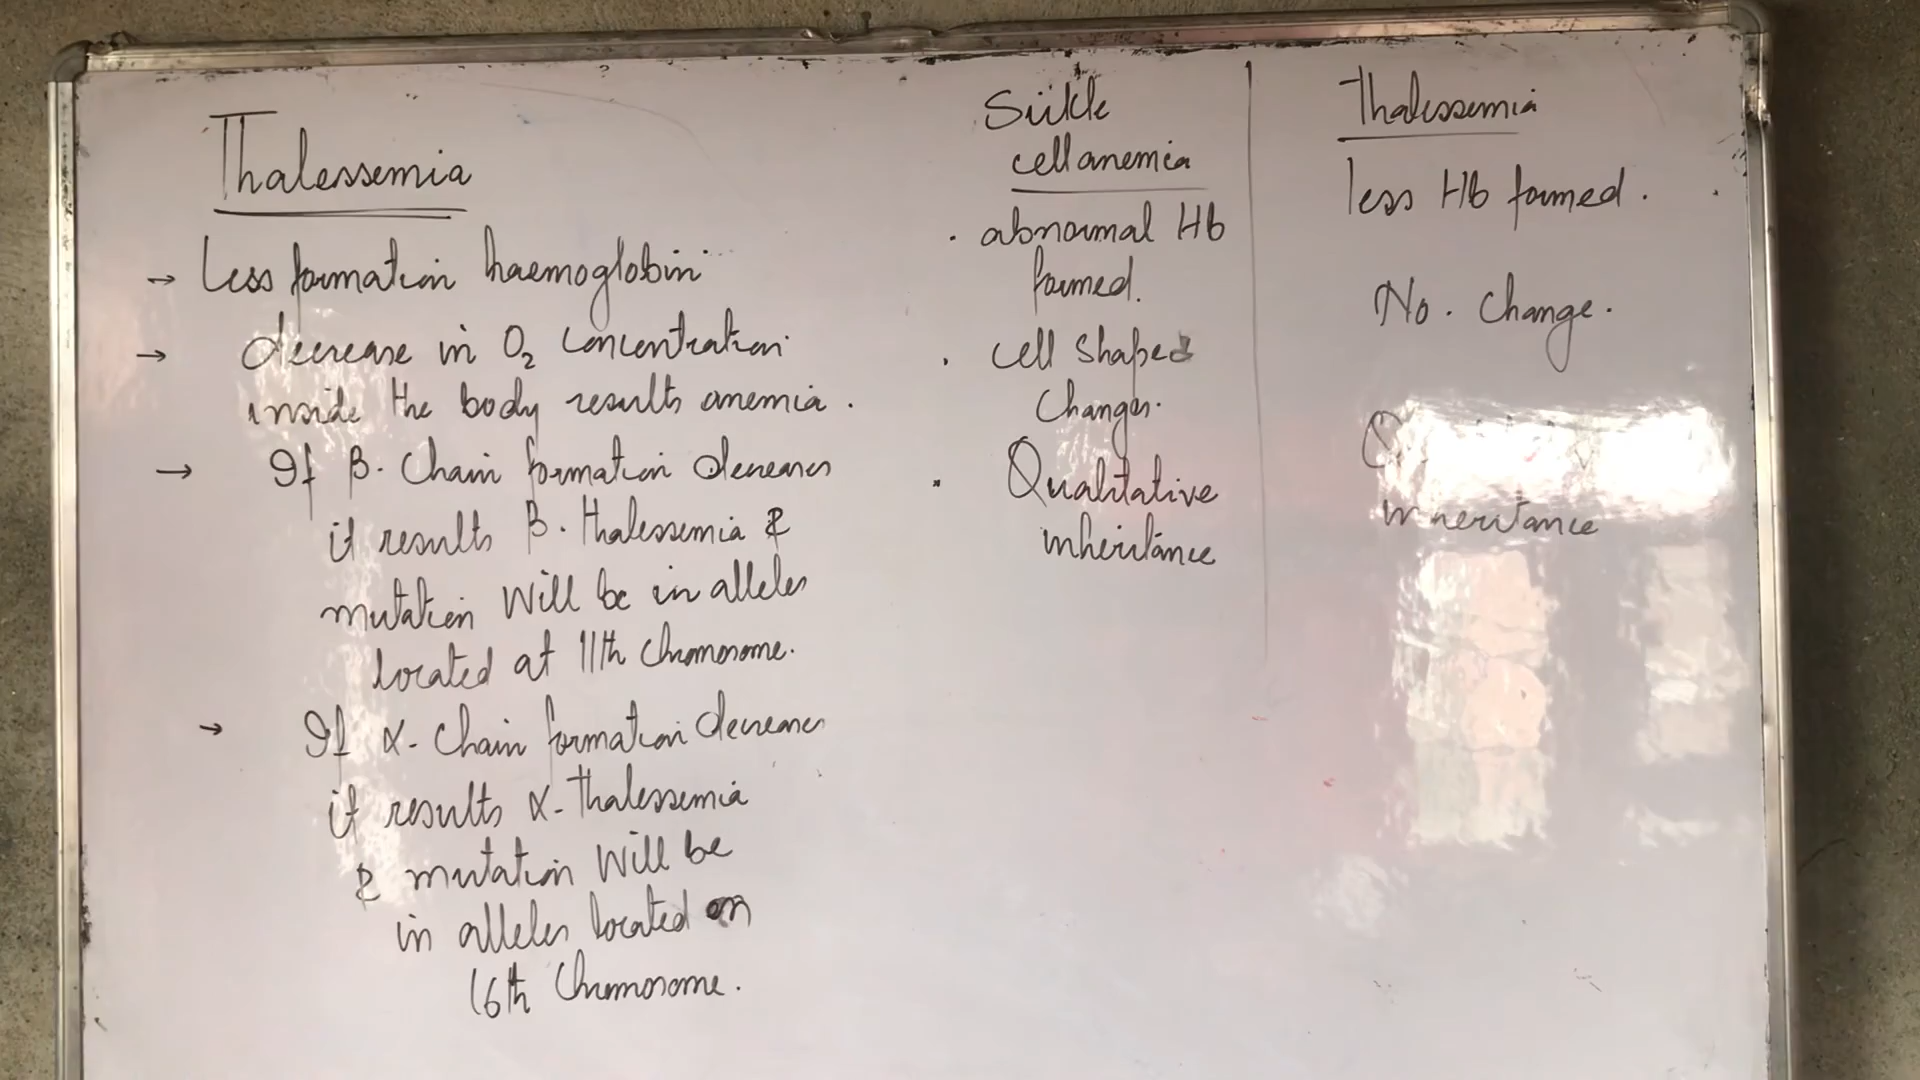 Thalessemia
→ Less formation haemoglobin
→ decrease in O₂ concentration
inside the body results anemia.
→ If β. Chain formation decreases
it results β. Thalessemia &
mutation Will be in alleles
located at 11th Chromosome.
→ If α- Chain formation decreases
it results α- Thalessemia
& mutation Will be
in alleles located on
16th Chromosome.
Sickle
cell anemia
. abnormal Hb
formed.
. cell Shaped
Changes.
. Qualitative
inheritance
Thalessemia
less Hb formed.
No. Change.
inheritance